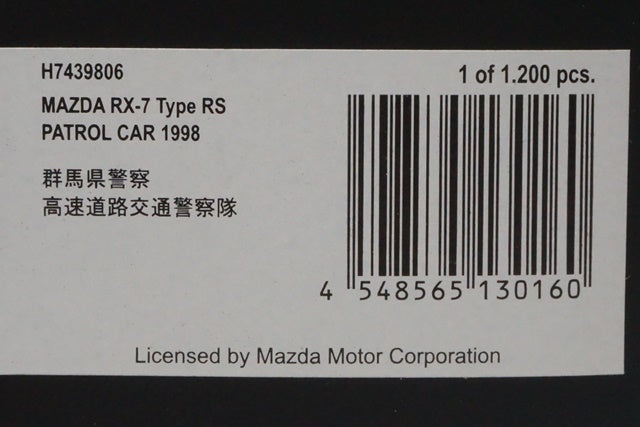 H7439806
1 of 1.200 pcs.
MAZDA RX-7 Type RS
PATROL CAR 1998
群馬県警察
高速道路交通警察隊
4 548565 130160
Licensed by Mazda Motor Corporation